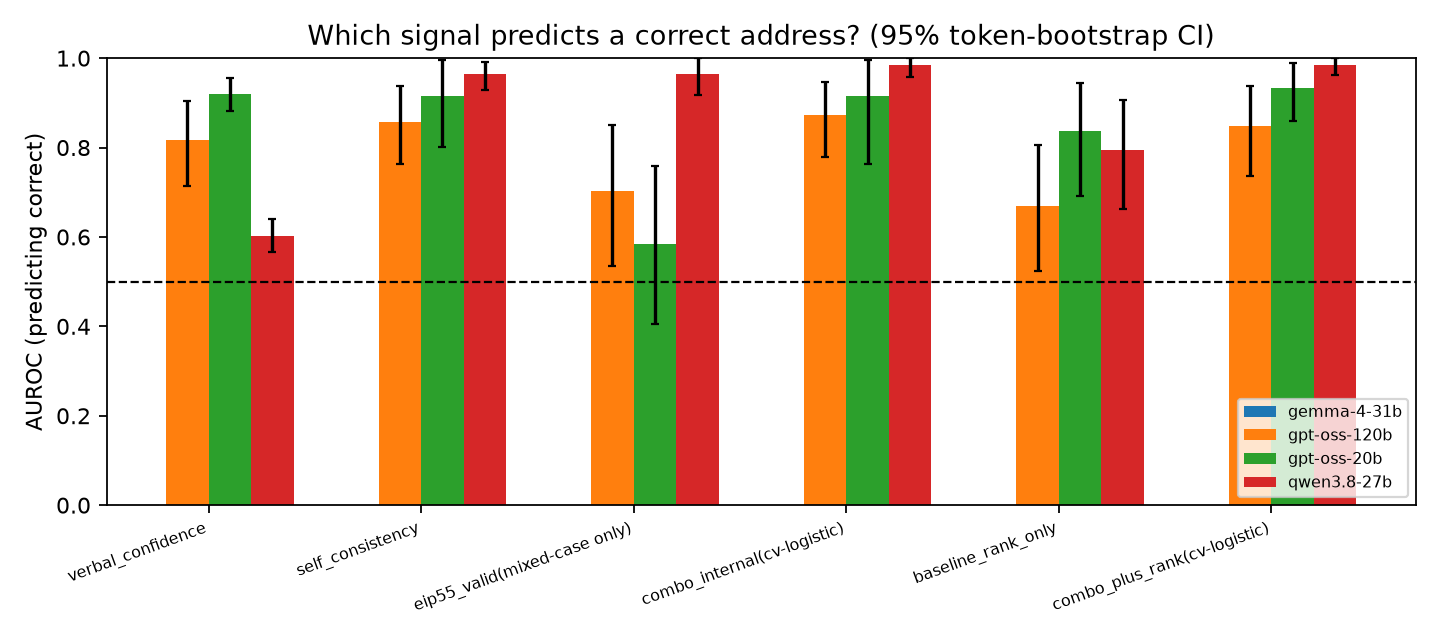 Which signal predicts a correct address? (95% token-bootstrap CI)
AUROC (predicting correct)
1.0
0.8
0.6
0.4
0.2
0.0
verbal_confidence
self_consistency
eip55_valid(mixed-case only)
combo_internal(cv-logistic)
baseline_rank_only
combo_plus_rank(cv-logistic)
gemma-4-31b
gpt-oss-120b
gpt-oss-20b
qwen3.8-27b